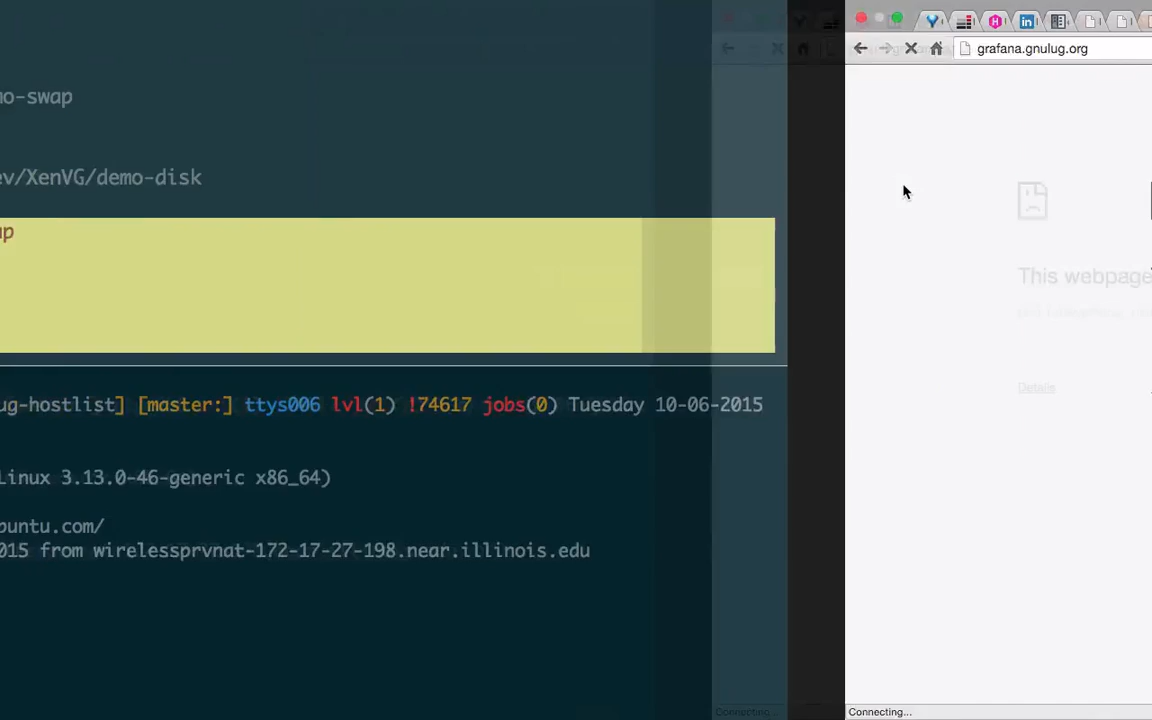 grafana.gnulug.org
no-swap
ev/XenVG/demo-disk
ap
This webpage
Details
ug-hostlist] [master:] ttys006 lvl(1) !74617 jobs(0) Tuesday 10-06-2015
Linux 3.13.0-46-generic x86_64)
buntu.com/
015 from wirelessprvnat-172-17-27-198.near.illinois.edu
Connecting...
Connecting...